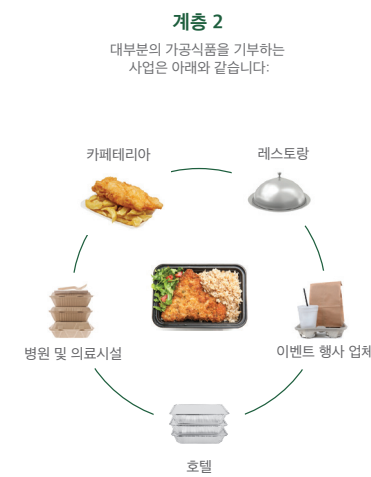 계층 2
대부분의 가공식품을 기부하는
사업은 아래와 같습니다:
카페테리아
레스토랑
병원 및 의료시설
이벤트 행사 업체
호텔